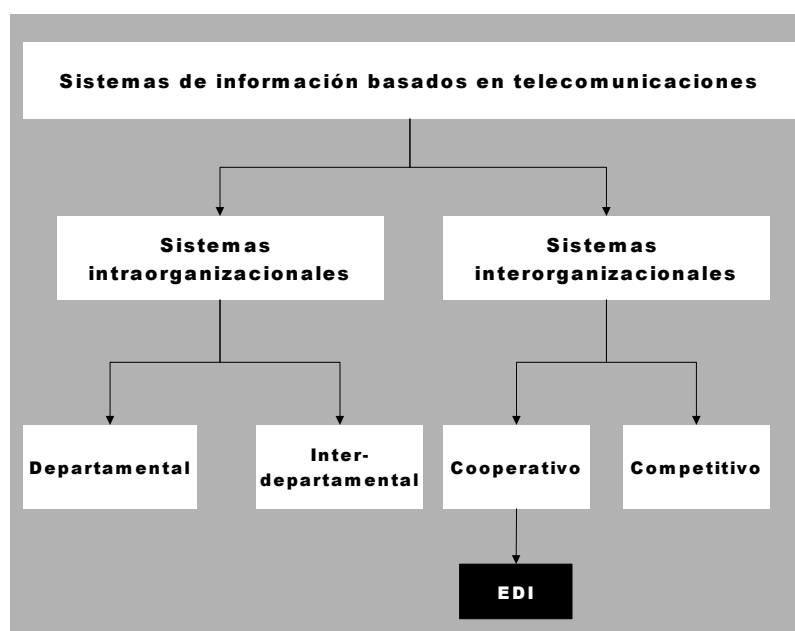 Sistemas de información basados en telecomunicaciones
Sistemas
intraorganizacionales
Sistemas
interorganizacionales
Departamental
Inter-
departamental
Cooperativo
Competitivo
EDI